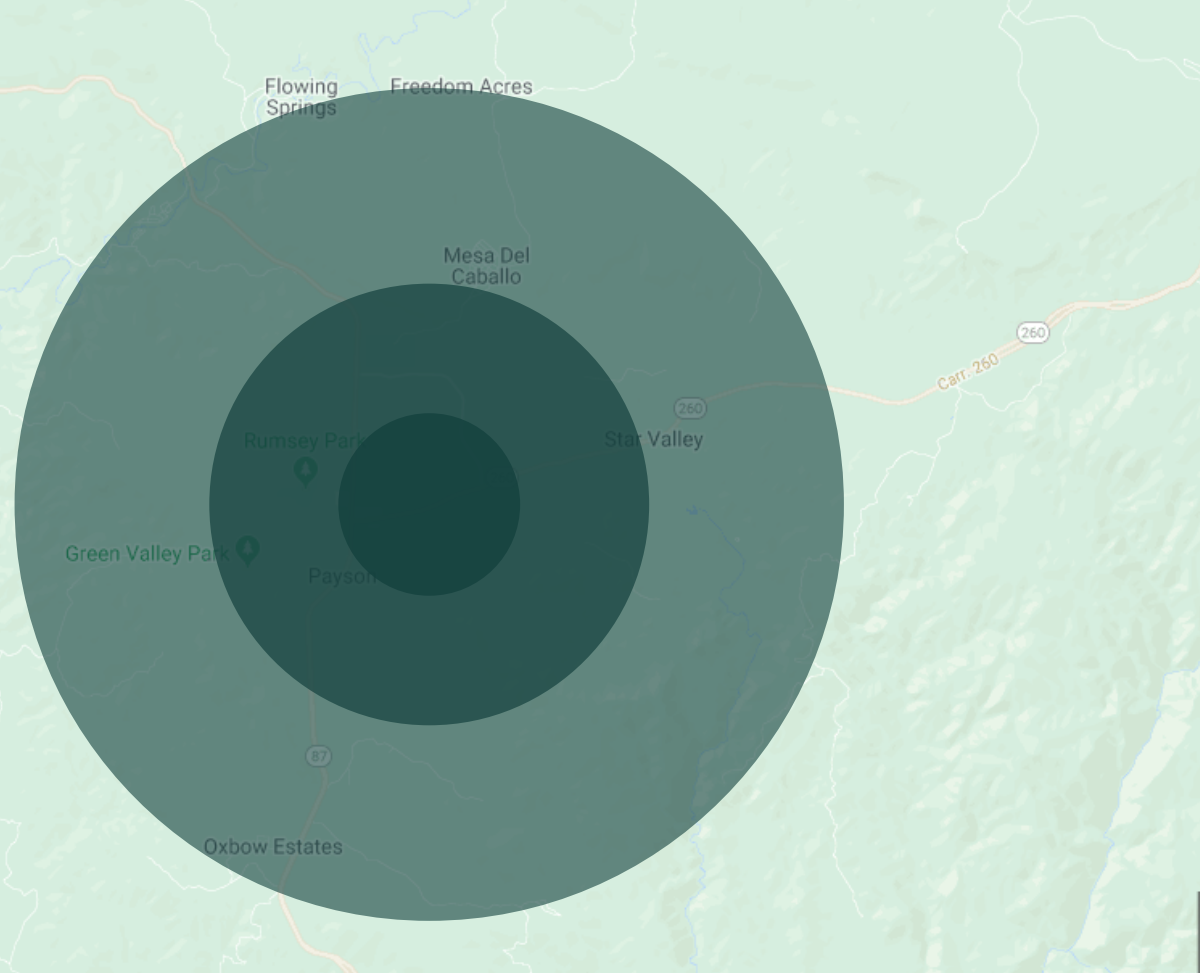 Flowing
Springs
Freedom Acres
Mesa Del
Caballo
260
Carr. 260
260
Star Valley
Rumsey Park
Green Valley Park
Payson
87
Oxbow Estates